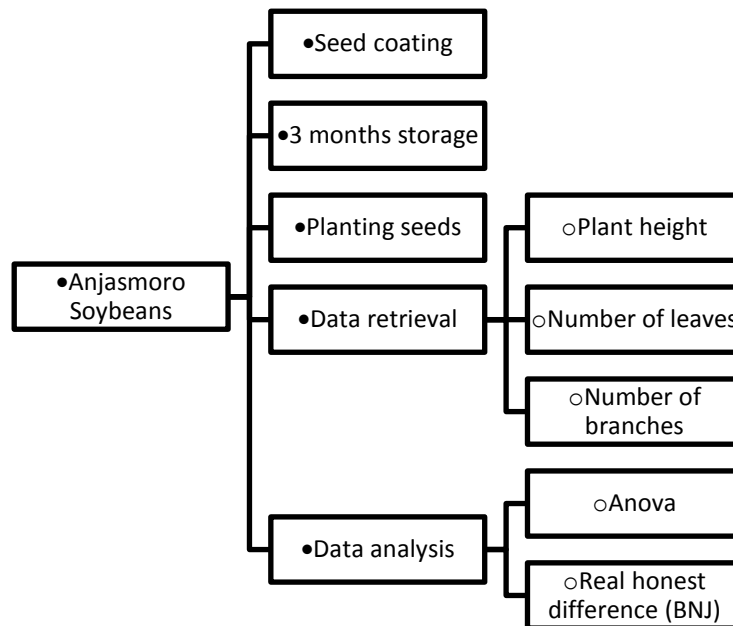 •Seed coating
•3 months storage
•Planting seeds
○Plant height
•Anjasmoro
Soybeans
•Data retrieval
○Number of leaves
○Number of
branches
○Anova
•Data analysis
○Real honest
difference (BNJ)